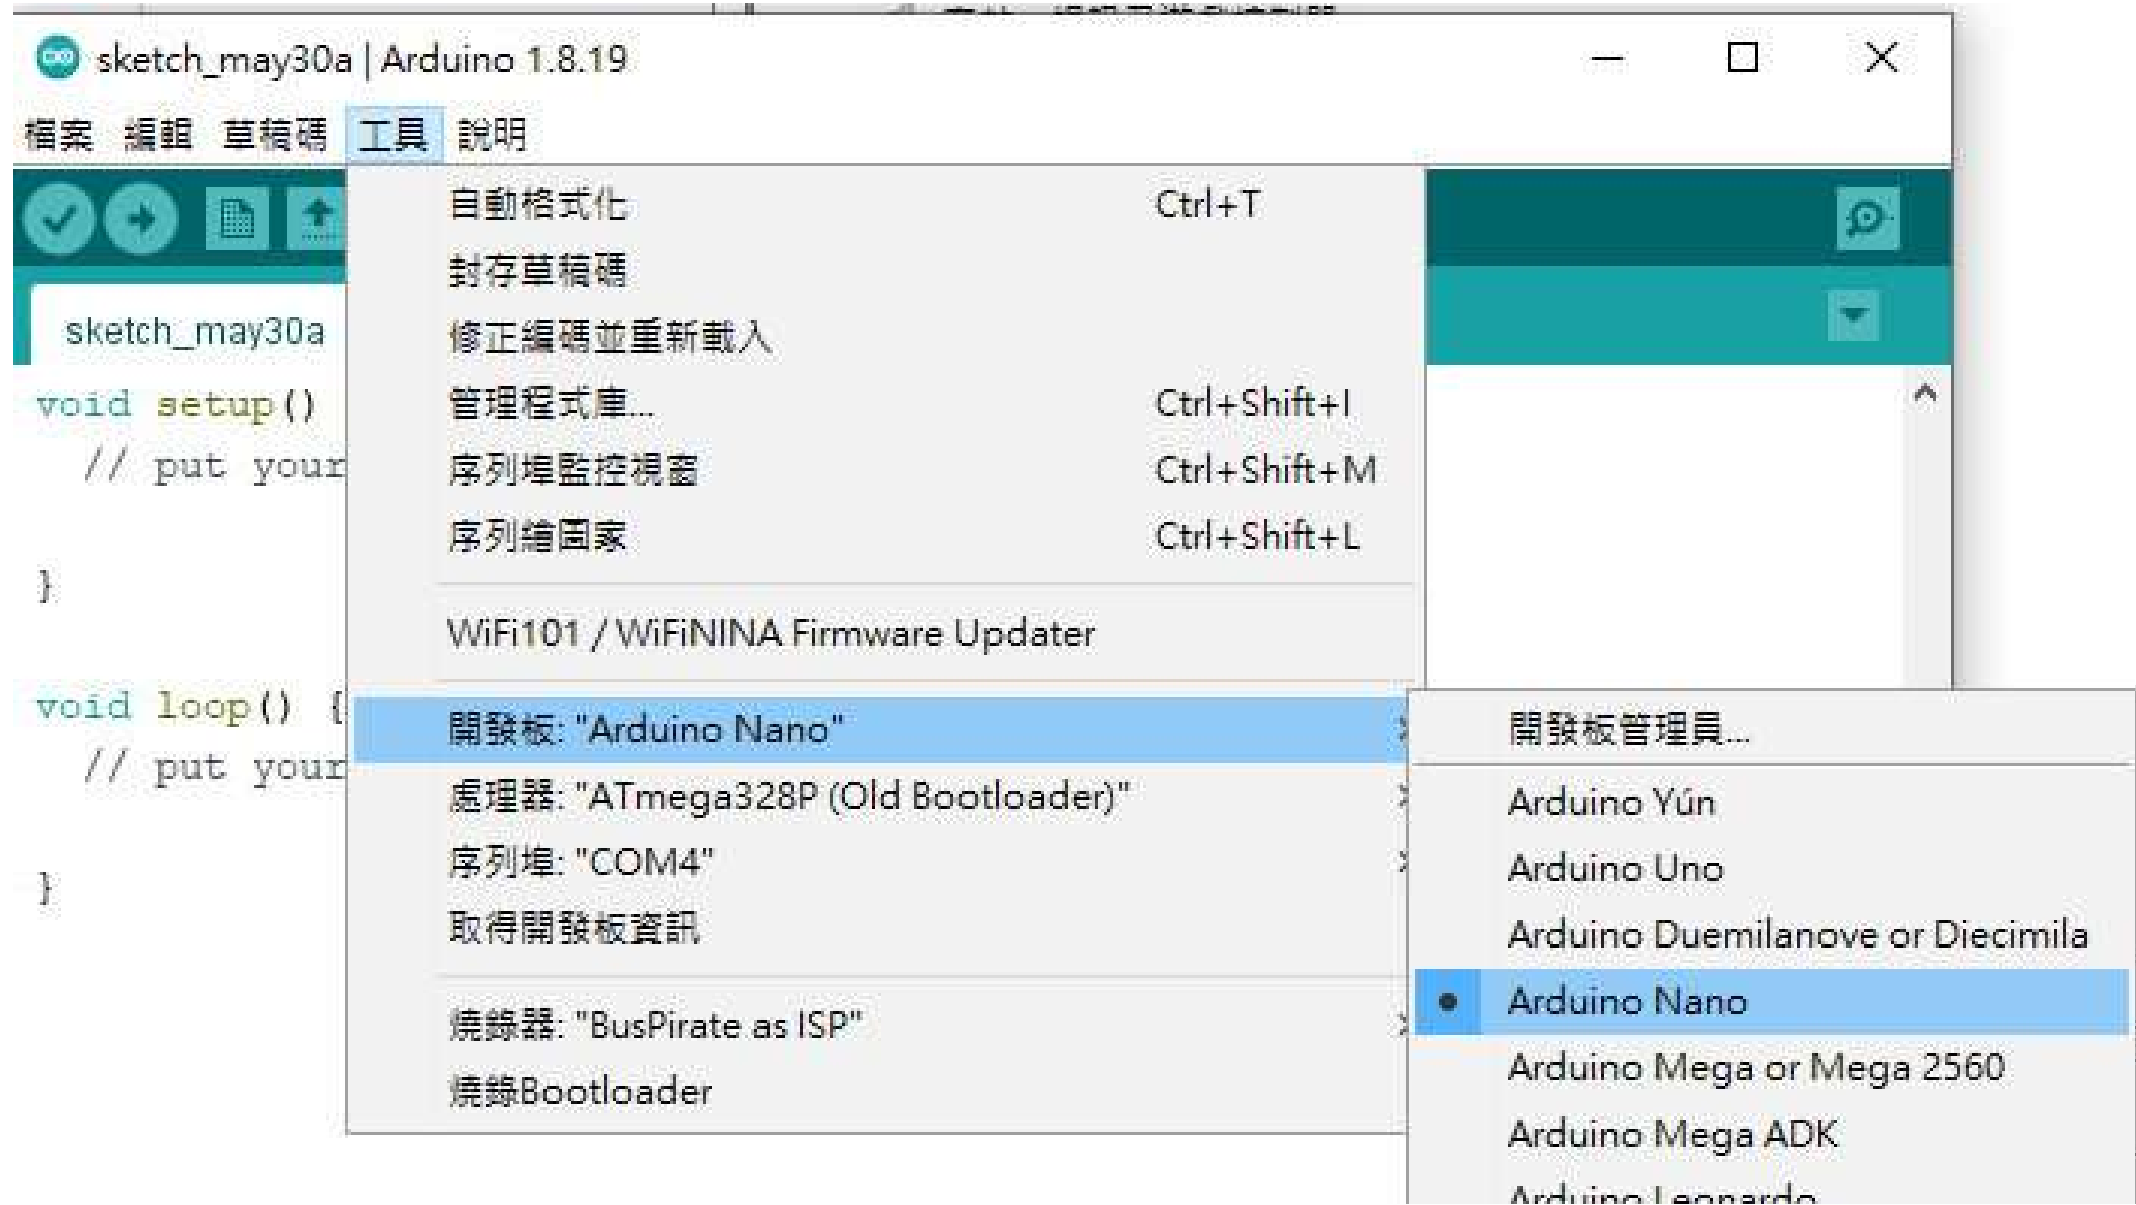 sketch_may30a | Arduino 1.8.19
檔案 編輯 草稿碼 工具 說明
自動格式化 Ctrl+T
封存草稿碼
sketch_may30a
修正編碼並重新載入
void setup()
管理程式庫... Ctrl+Shift+I
// put your
序列埠監控視窗 Ctrl+Shift+M
序列繪圖家 Ctrl+Shift+L
}
WiFi101 / WiFiNINA Firmware Updater
void loop() {
開發板: "Arduino Nano"
// put your
處理器: "ATmega328P (Old Bootloader)"
序列埠: "COM4"
}
取得開發板資訊
燒錄器: "BusPirate as ISP"
燒錄Bootloader
開發板管理員...
Arduino Yún
Arduino Uno
Arduino Duemilanove or Diecimila
Arduino Nano
Arduino Mega or Mega 2560
Arduino Mega ADK
Arduino Leonardo